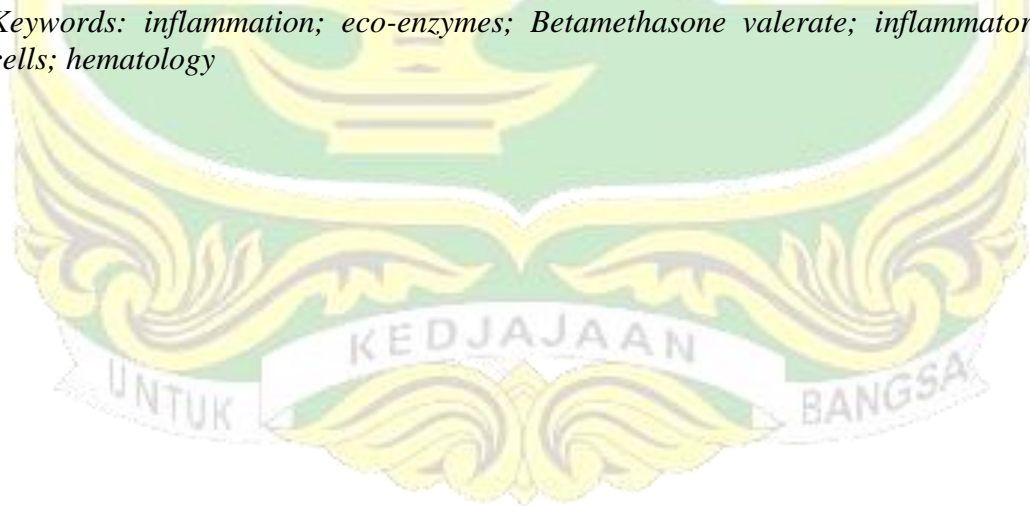 Keywords: inflammation; eco-enzymes; Betamethasone valerate; inflammator
cells; hematology
KEDJAJAAN
UNTUK BANGSA